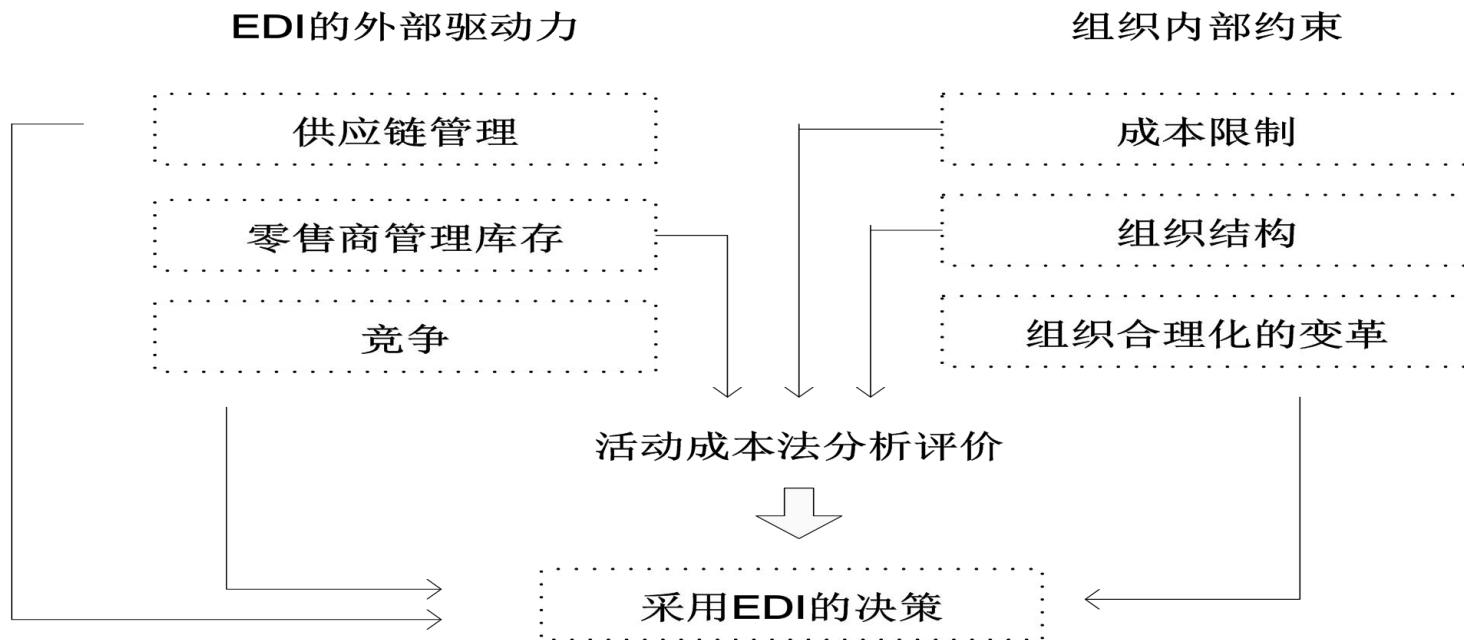 EDI的外部驱动力
组织内部约束
供应链管理
成本限制
零售商管理库存
组织结构
竞争
组织合理化的变革
活动成本法分析评价
采用EDI的决策